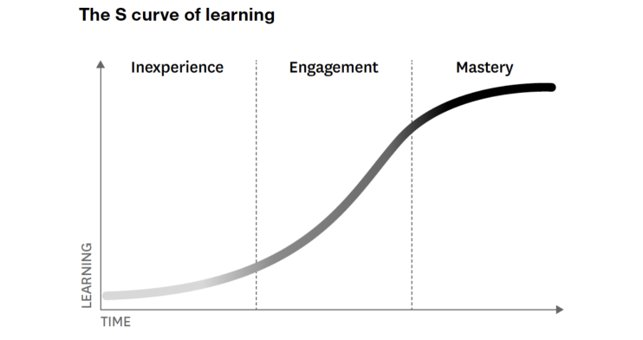 The S curve of learning
Inexperience
Engagement
Mastery
LEARNING
TIME